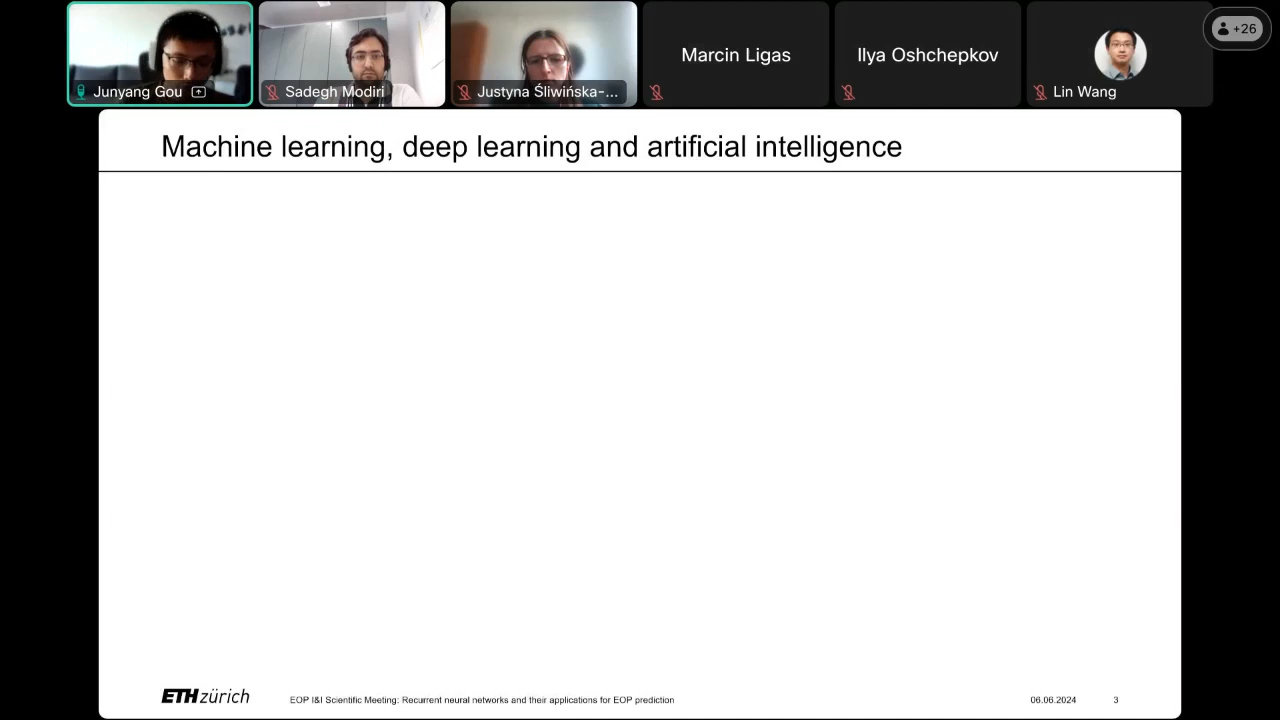 Junyang Gou
Sadegh Modiri
Justyna Śliwińska-...
Marcin Ligas
Ilya Oshchepkov
Lin Wang
+26
Machine learning, deep learning and artificial intelligence
ETH zürich
EOP I&I Scientific Meeting: Recurrent neural networks and their applications for EOP prediction
06.06.2024
3